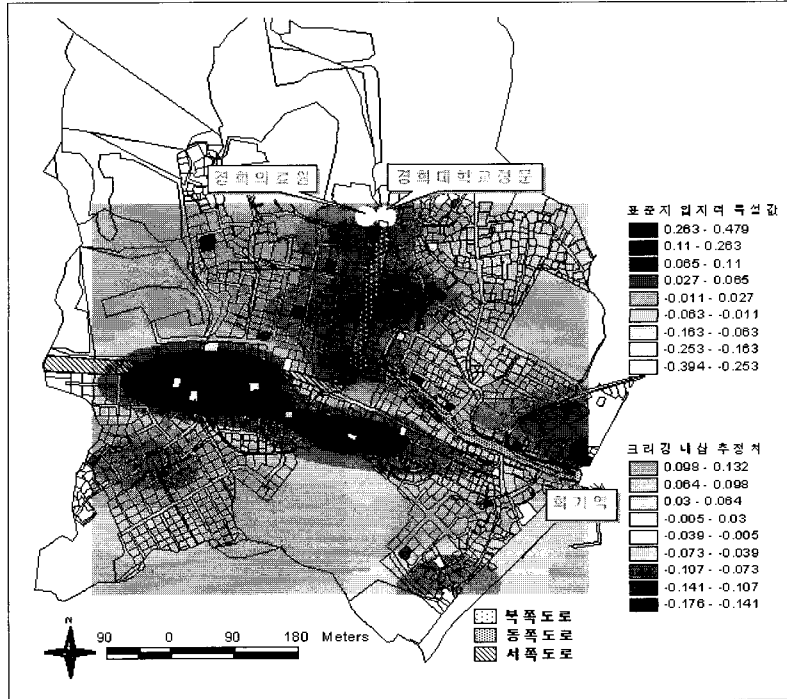 경희의료원
경희대학교정문
표준지 입지력 특성값
0.263 - 0.479
0.11 - 0.263
0.065 - 0.11
0.027 - 0.065
-0.011 - 0.027
-0.063 - -0.011
-0.163 - -0.063
-0.253 - -0.163
-0.394 - -0.253
크리깅 내삽 추정치
0.098 - 0.132
0.064 - 0.098
0.03 - 0.064
-0.005 - 0.03
-0.039 - -0.005
-0.073 - -0.039
-0.107 - -0.073
-0.141 - -0.107
-0.176 - -0.141
회기역
북쪽도로
동쪽도로
서쪽도로
N
90 0 90 180 Meters